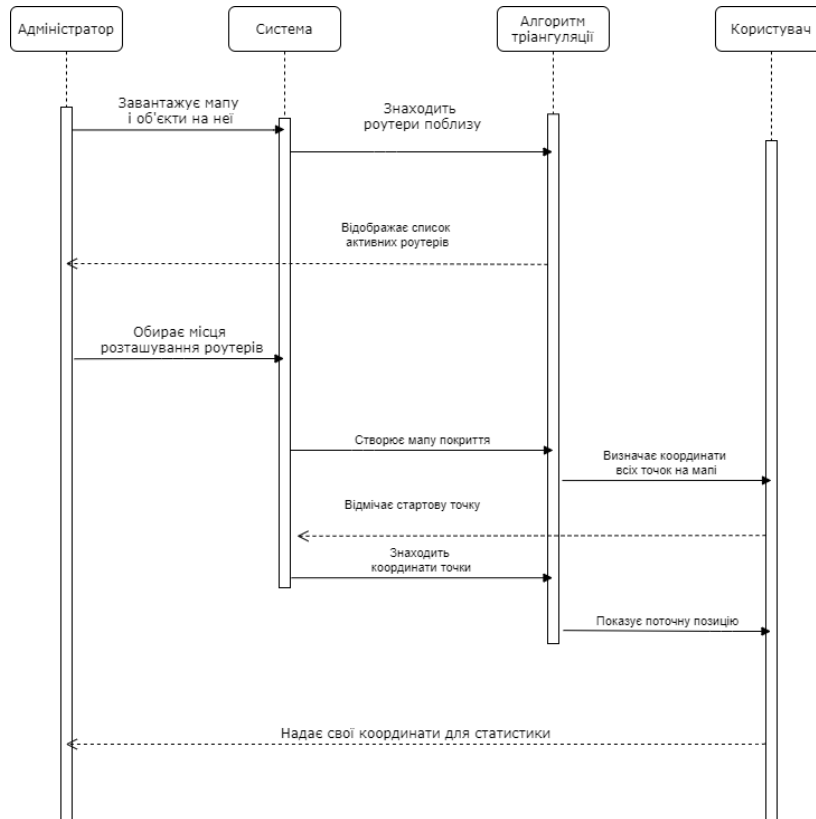 Адміністратор
Система
Алгоритм
тріангуляції
Користувач
Завантажує мапу
і об'єкти на неї
Знаходить
роутери поблизу
Відображає список
активних роутерів
Обирає місця
розташування роутерів
Створює мапу покриття
Визначає координати
всіх точок на мапі
Відмічає стартову точку
Знаходить
координати точки
Показує поточну позицію
Надає свої координати для статистики